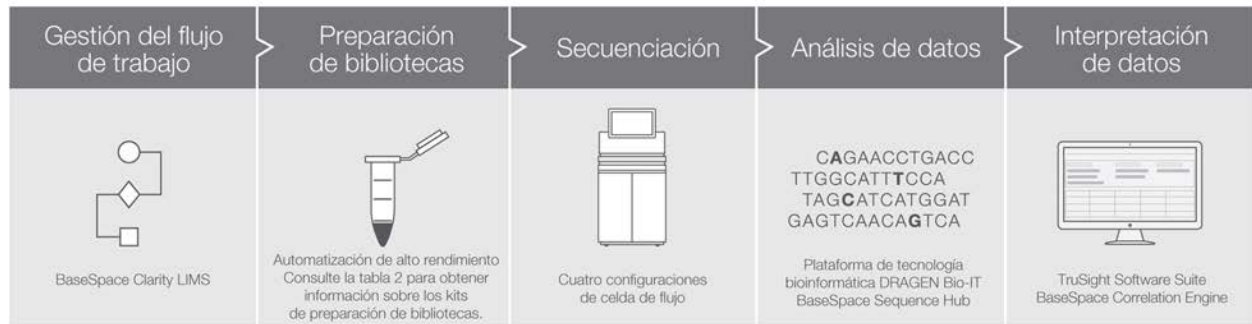 Gestión del flujo
de trabajo
Preparación
de bibliotecas
Secuenciación
Análisis de datos
Interpretación
de datos
BaseSpace Clarity LIMS
Automatización de alto rendimiento
Consulte la tabla 2 para obtener
información sobre los kits
de preparación de bibliotecas.
Cuatro configuraciones
de celda de flujo
CAGAACCTGACC
TTGGCATTTCCA
TAGCATCATGGAT
GAGTCAACAGTCA
Plataforma de tecnología
bioinformática DRAGEN Bio-IT
BaseSpace Sequence Hub
TruSight Software Suite
BaseSpace Correlation Engine